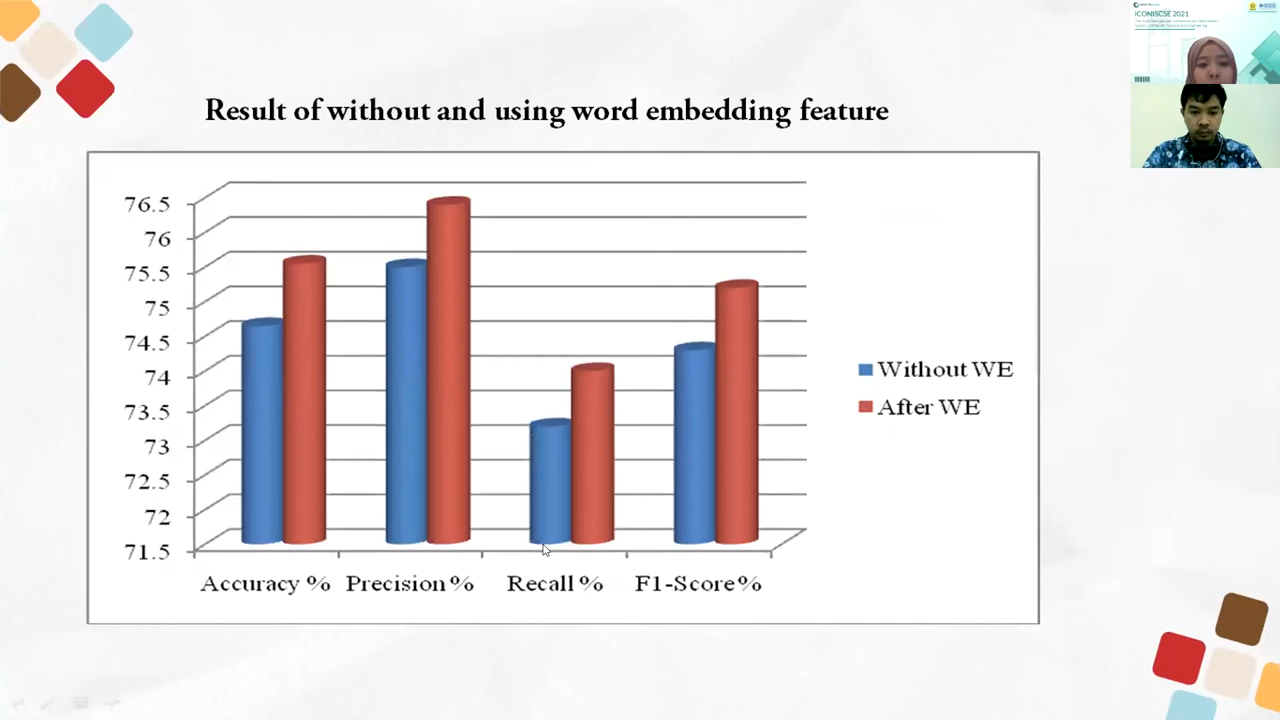 ICONISCSE 2021
Result of without and using word embedding feature
76.5
76
75.5
75
74.5
74
73.5
73
72.5
72
71.5
Accuracy % Precision % Recall % F1-Score%
Without WE
After WE